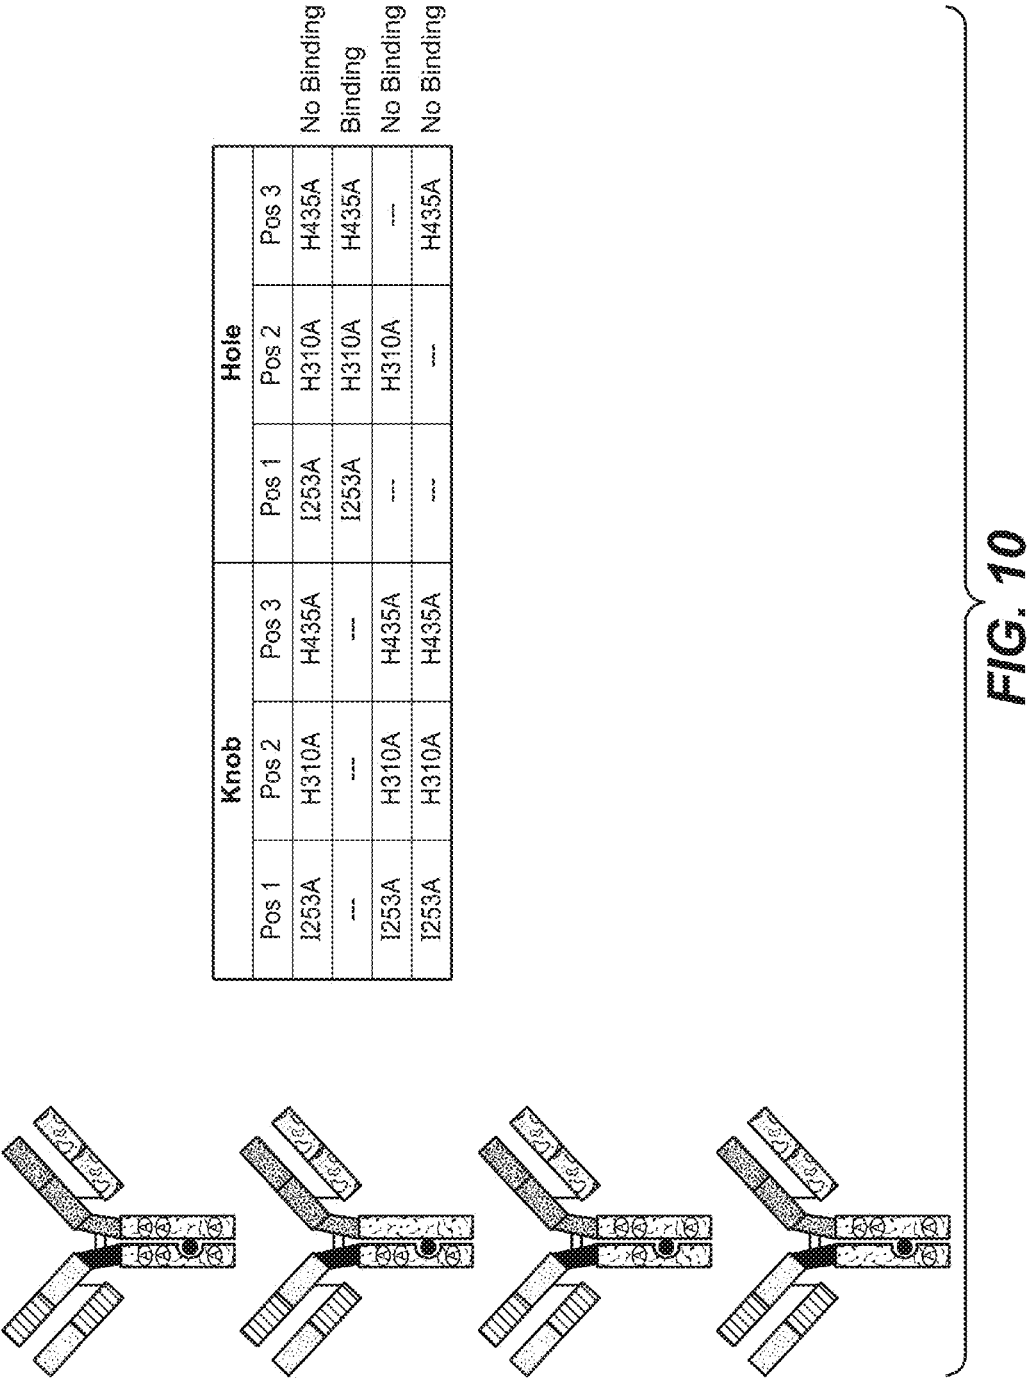 Knob Hole
Pos 1 Pos 2 Pos 3 Pos 1 Pos 2 Pos 3
I253A H310A H435A I253A H310A H435A No Binding
--- --- --- I253A H310A H435A Binding
I253A H310A H435A --- H310A --- No Binding
I253A H310A H435A --- --- H435A No Binding
A A A A A A
A A A
A A A A
A A A
FIG. 10